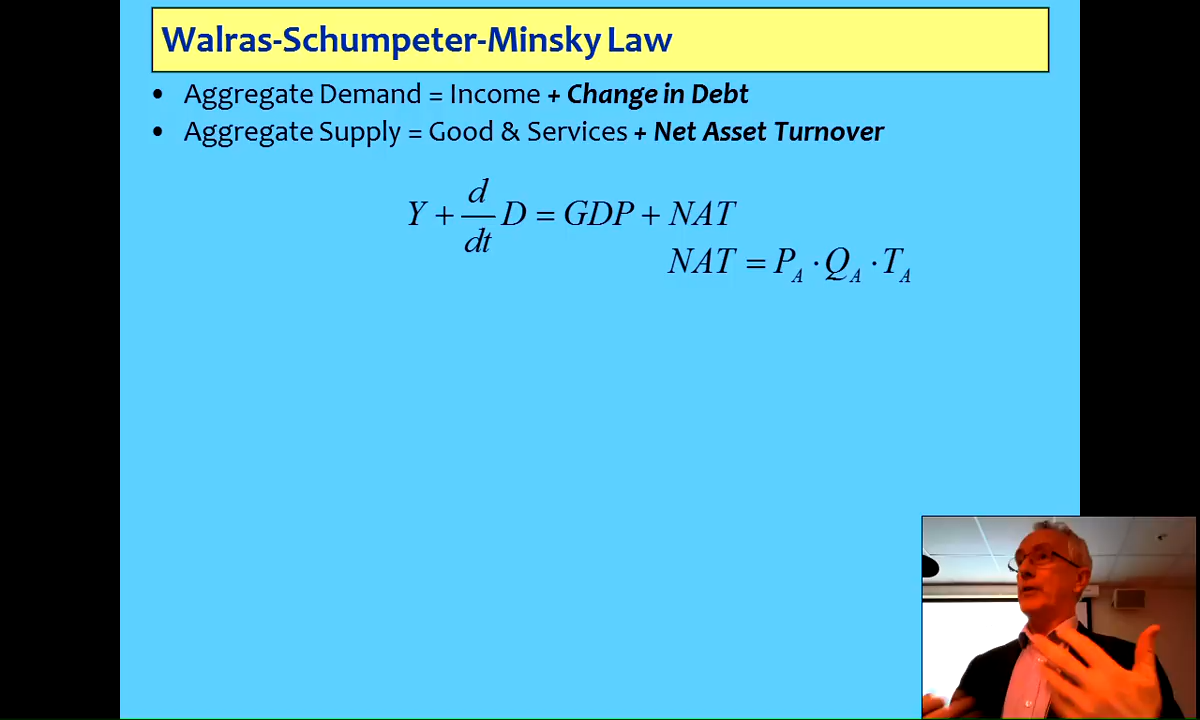 Walras-Schumpeter-Minsky Law
• Aggregate Demand = Income + Change in Debt
• Aggregate Supply = Good & Services + Net Asset Turnover
Y + d/dt D = GDP + NAT
NAT = P_A · Q_A · T_A